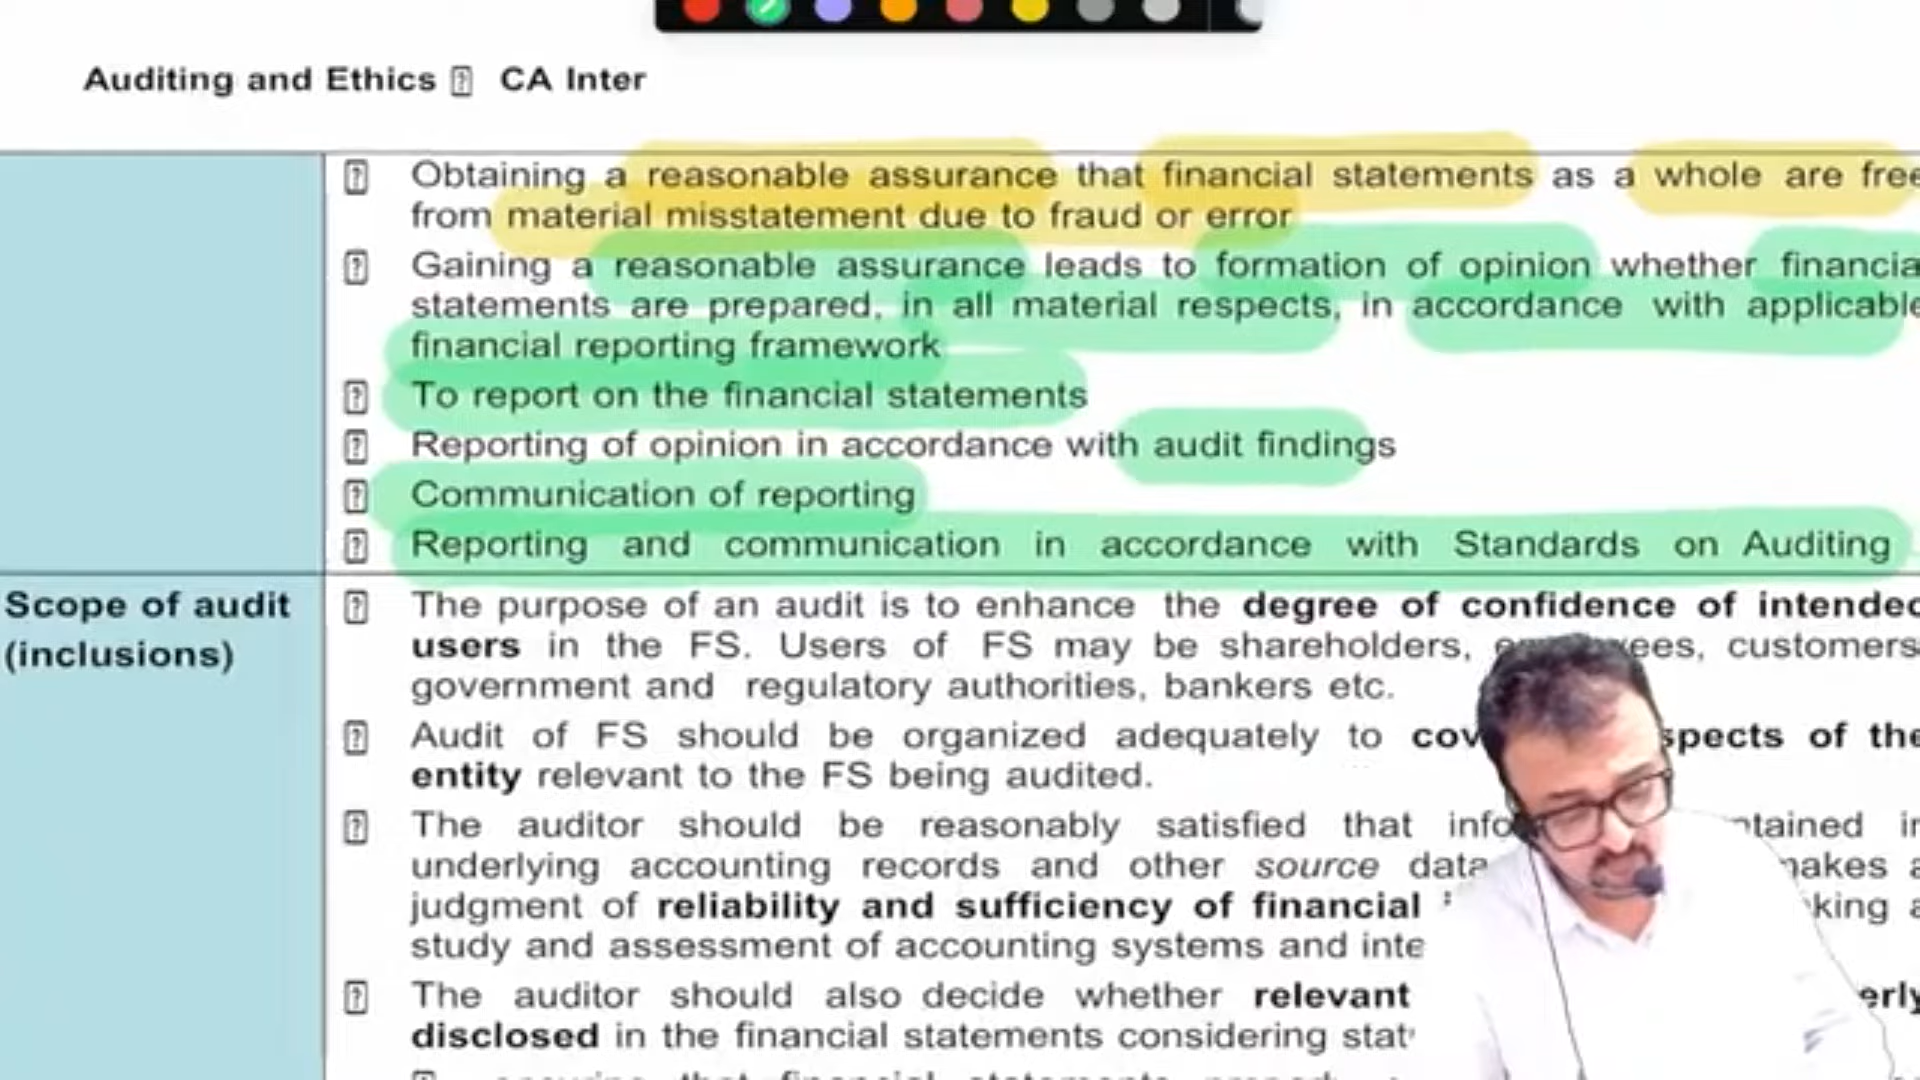 Auditing and Ethics CA Inter
Obtaining a reasonable assurance that financial statements as a whole are free
from material misstatement due to fraud or error
Gaining a reasonable assurance leads to formation of opinion whether
statements are prepared, in all material respects, in accordance with applicable
financial reporting framework
To report on the financial statements
Reporting of opinion in accordance with audit findings
Communication of reporting
Reporting and communication in accordance with Standards on Auditing
Scope of audit
(inclusions)
The purpose of an audit is to enhance the degree of confidence of intended
users in the FS. Users of FS may be shareholders, customers
government and regulatory authorities, bankers etc.
Audit of FS should be organized adequately to of the
entity relevant to the FS being audited.
The auditor should be reasonably satisfied that in
underlying accounting records and other source data a
judgment of reliability and sufficiency of financial a
study and assessment of accounting systems and
The auditor should also decide whether relevant
disclosed in the financial statements considering